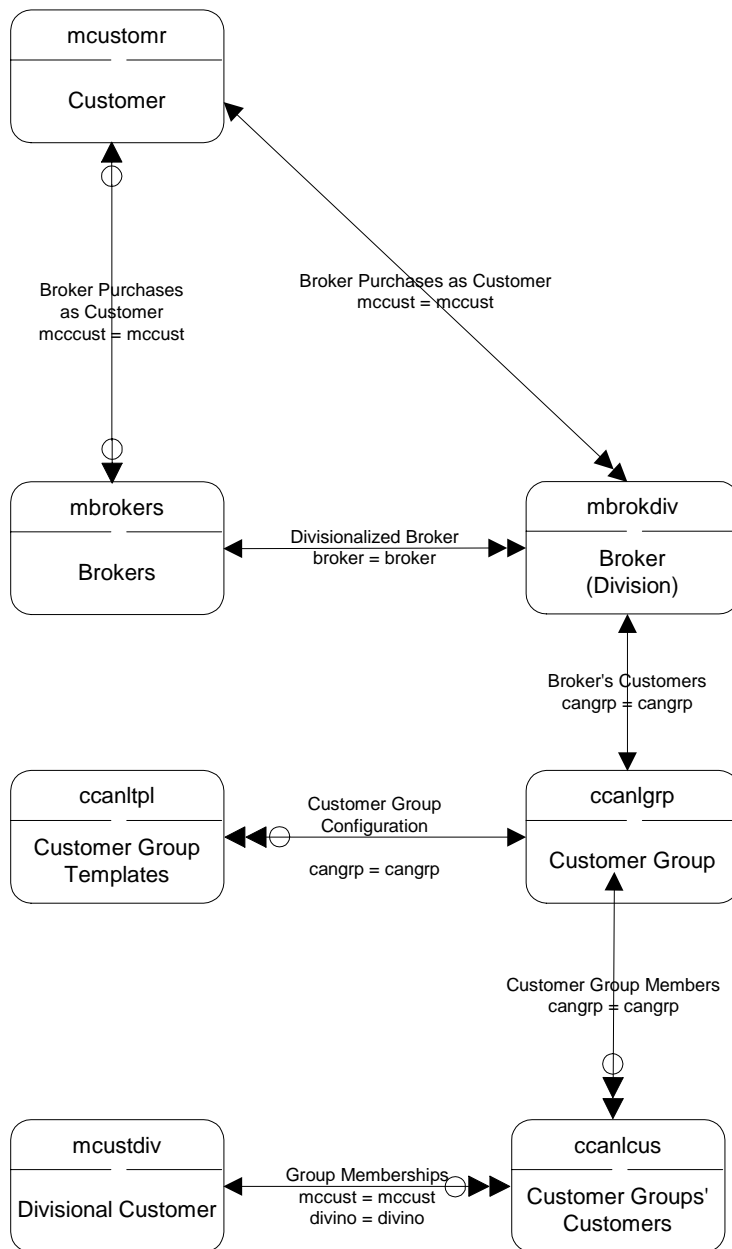 mcustomr
Customer
Broker Purchases
as Customer
mcccust = mccust
Broker Purchases as Customer
mccust = mccust
mbrokers
Brokers
Divisionalized Broker
broker = broker
mbrokdiv
Broker
(Division)
Broker's Customers
cangrp = cangrp
ccanltpl
Customer Group
Templates
Customer Group
Configuration
cangrp = cangrp
ccanlgrp
Customer Group
Customer Group Members
cangrp = cangrp
mcustdiv
Divisional Customer
Group Memberships
mccust = mccust
divino = divino
ccanlcus
Customer Groups'
Customers